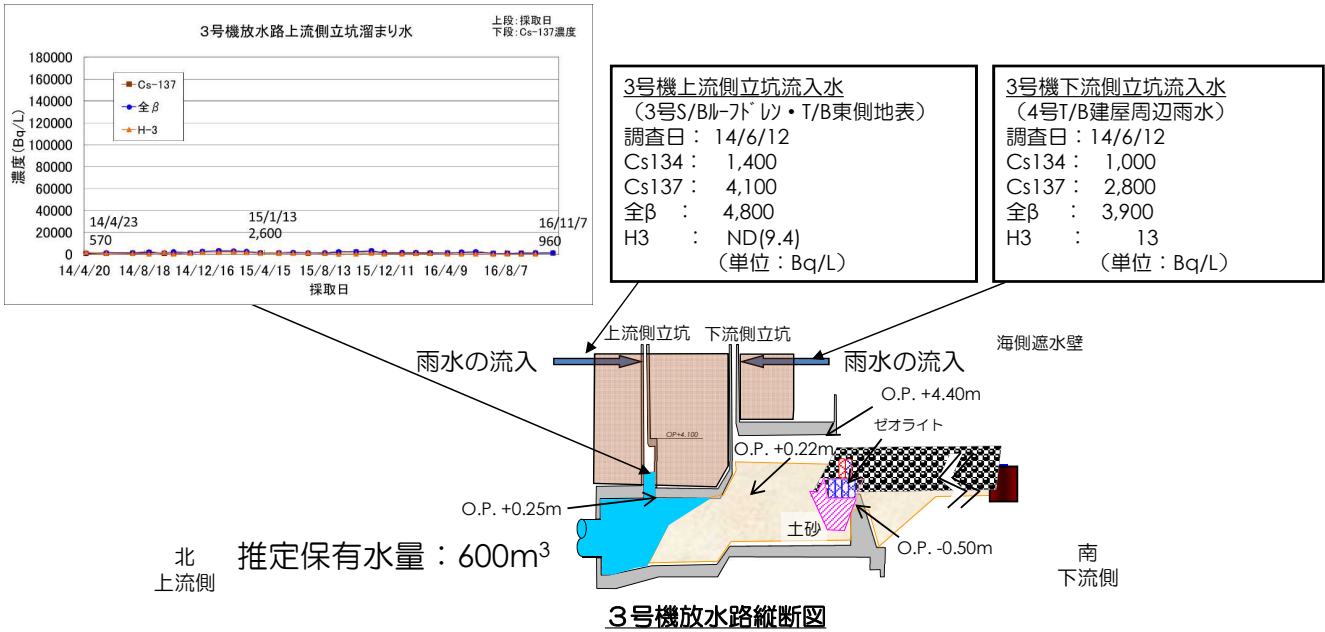 3号機放水路上流側立坑溜まり水
上段:採取日
下段:Cs-137濃度
180000
160000
140000
120000
100000
80000
60000
40000
20000
0
濃度(Bq/L)
Cs-137
全β
H-3
14/4/23
570
15/1/13
2,600
16/11/7
960
14/4/20 14/8/18 14/12/16 15/4/15 15/8/13 15/12/11 16/4/9 16/8/7
採取日
3号機上流側立坑流入水
(3号S/Bルーフドレン・T/B東側地表)
調査日:14/6/12
Cs134: 1,400
Cs137: 4,100
全β : 4,800
H3 : ND(9.4)
(単位:Bq/L)
3号機下流側立坑流入水
(4号T/B建屋周辺雨水)
調査日:14/6/12
Cs134: 1,000
Cs137: 2,800
全β : 3,900
H3 : 13
(単位:Bq/L)
上流側立坑 下流側立坑
海側遮水壁
雨水の流入
雨水の流入
O.P. +4.40m
ゼオライト
OP+4.100
O.P. +0.22m
O.P. +0.25m
土砂
O.P. -0.50m
北
上流側
推定保有水量:600m³
南
下流側
3号機放水路縦断図